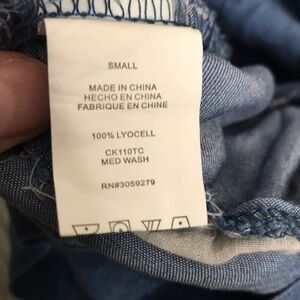 SMALL
MADE IN CHINA
HECHO EN CHINA
FABRIQUE EN CHINE
100% LYOCELL
CK110TC
MED WASH
RN#3059279